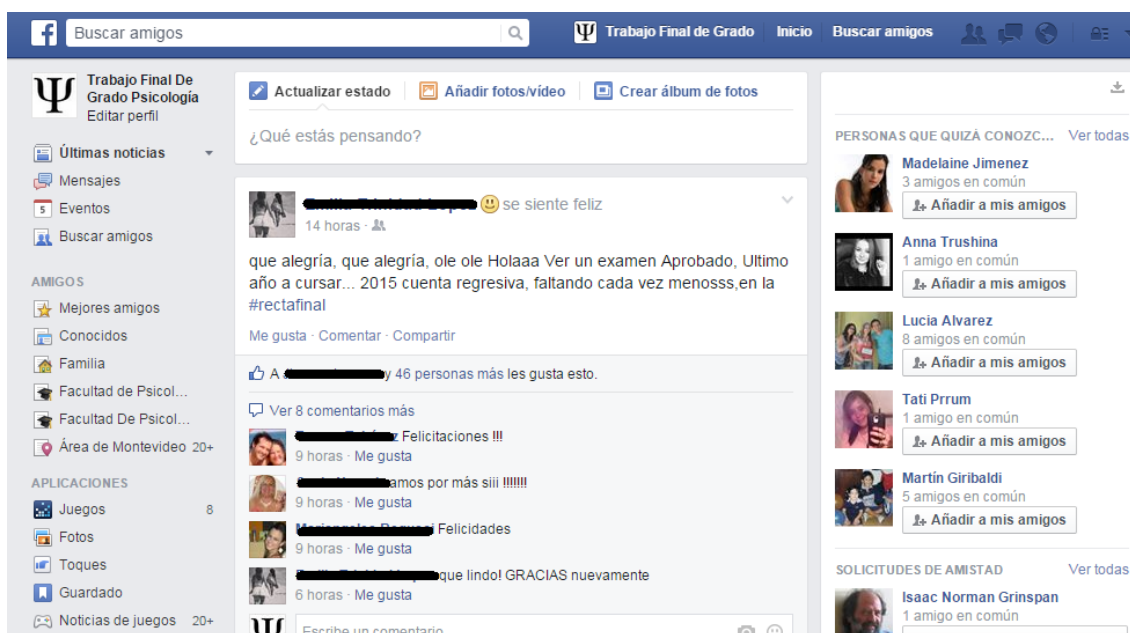 f
Buscar amigos
Ψ Trabajo Final de Grado Inicio Buscar amigos
Ψ
Trabajo Final De
Grado Psicología
Editar perfil
Últimas noticias
Mensajes
5 Eventos
Buscar amigos
AMIGOS
Mejores amigos
Conocidos
Familia
Facultad de Psicol...
Facultad De Psicol...
Área de Montevideo 20+
APLICACIONES
Juegos 8
Fotos
Toques
Guardado
Noticias de juegos 20+
Actualizar estado
Añadir fotos/vídeo
Crear álbum de fotos
¿Qué estás pensando?
se siente feliz
14 horas ·
que alegría, que alegría, ole ole Holaaa Ver un examen Aprobado, Ultimo
año a cursar... 2015 cuenta regresiva, faltando cada vez menosss,en la
#rectafinal
Me gusta · Comentar · Compartir
A y 46 personas más les gusta esto.
Ver 8 comentarios más
Felicitaciones !!!
9 horas · Me gusta
amos por más siii !!!!!!!
9 horas · Me gusta
Felicidades
9 horas · Me gusta
que lindo! GRACIAS nuevamente
6 horas · Me gusta
Ψ
Escribe un comentario
PERSONAS QUE QUIZÁ CONOZC... Ver todas
Madelaine Jimenez
3 amigos en común
Añadir a mis amigos
Anna Trushina
1 amigo en común
Añadir a mis amigos
Lucia Alvarez
8 amigos en común
Añadir a mis amigos
Tati Prrum
1 amigo en común
Añadir a mis amigos
Martín Giribaldi
5 amigos en común
Añadir a mis amigos
SOLICITUDES DE AMISTAD Ver todas
Isaac Norman Grinspan
1 amigo en común